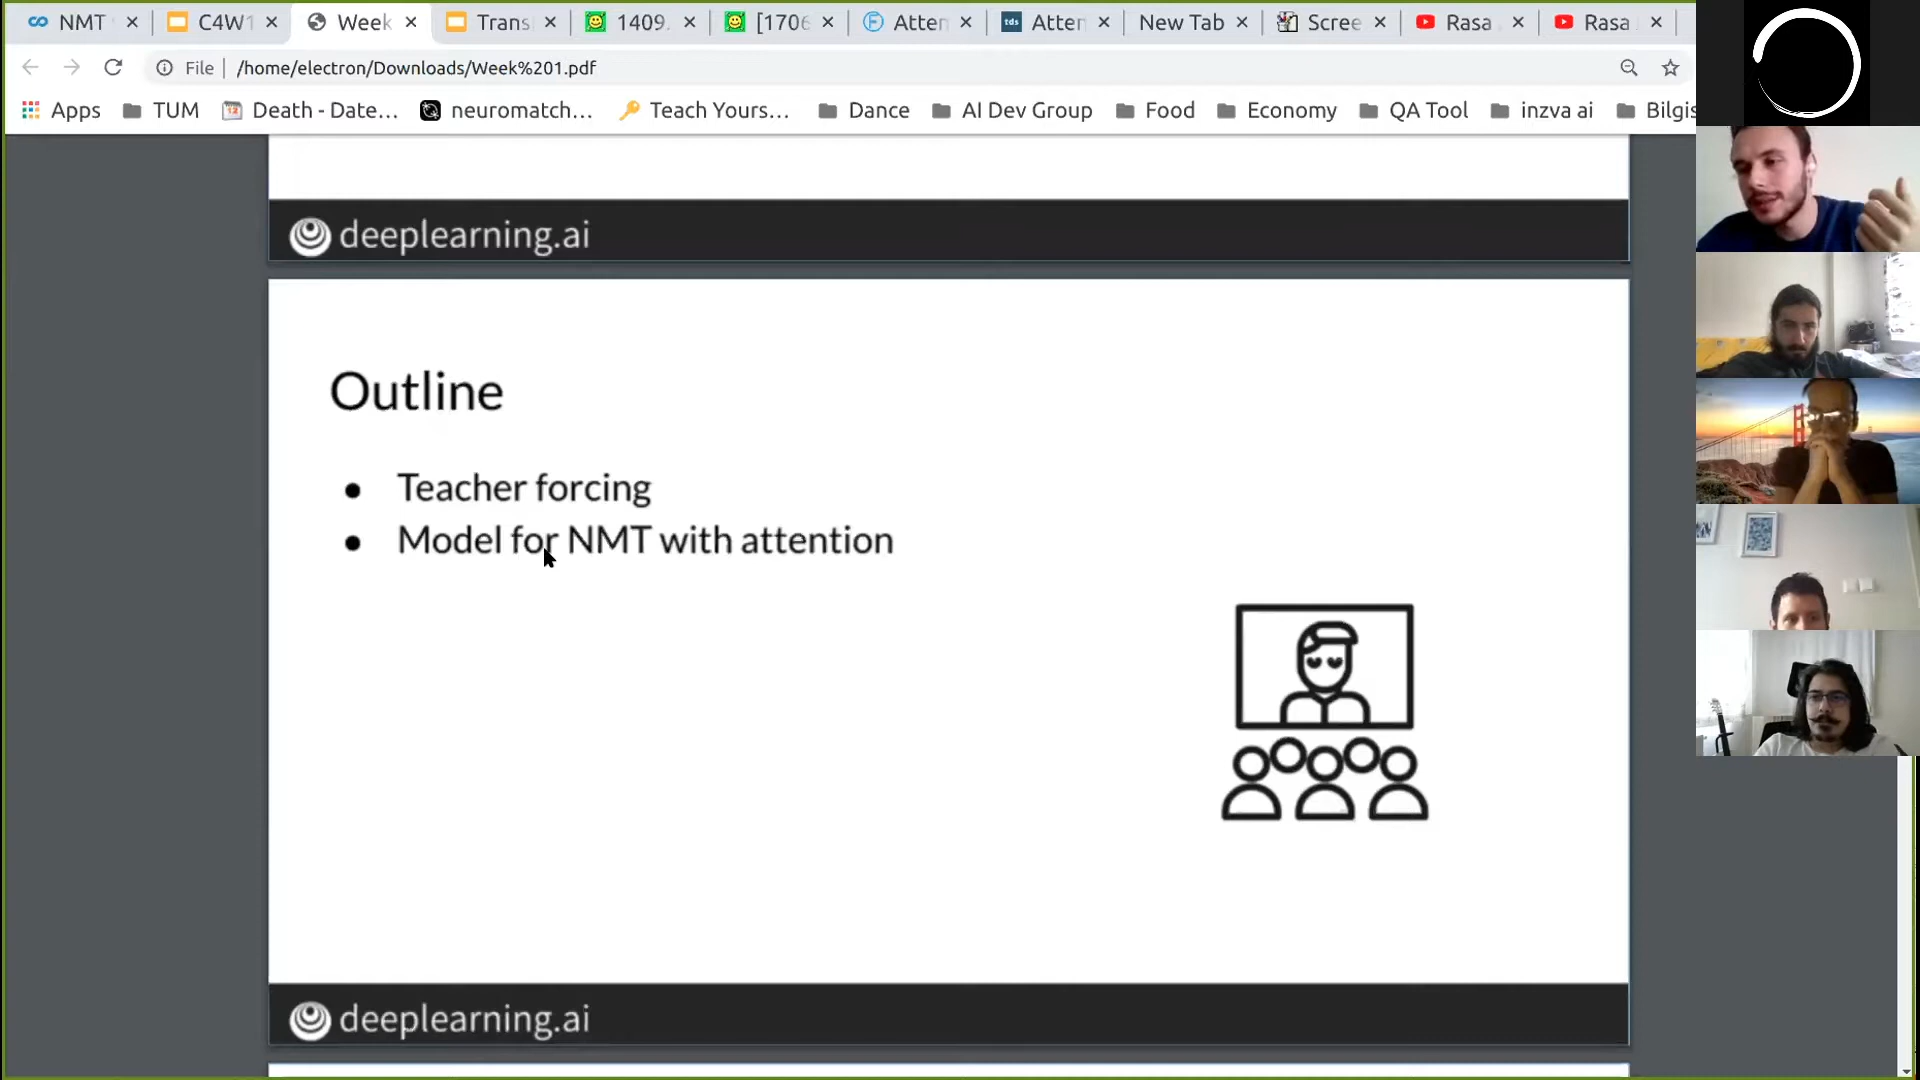 NMT
C4W1
Week
Trans
1409.
[1706
Atten
tds
Atten
New Tab
Scree
Rasa
Rasa
File
/home/electron/Downloads/Week%201.pdf
Apps
TUM
Death - Date...
neuromatch...
Teach Yours...
Dance
AI Dev Group
Food
Economy
QA Tool
inzva ai
Bilgis
deeplearning.ai
Outline
● Teacher forcing
● Model for NMT with attention
deeplearning.ai